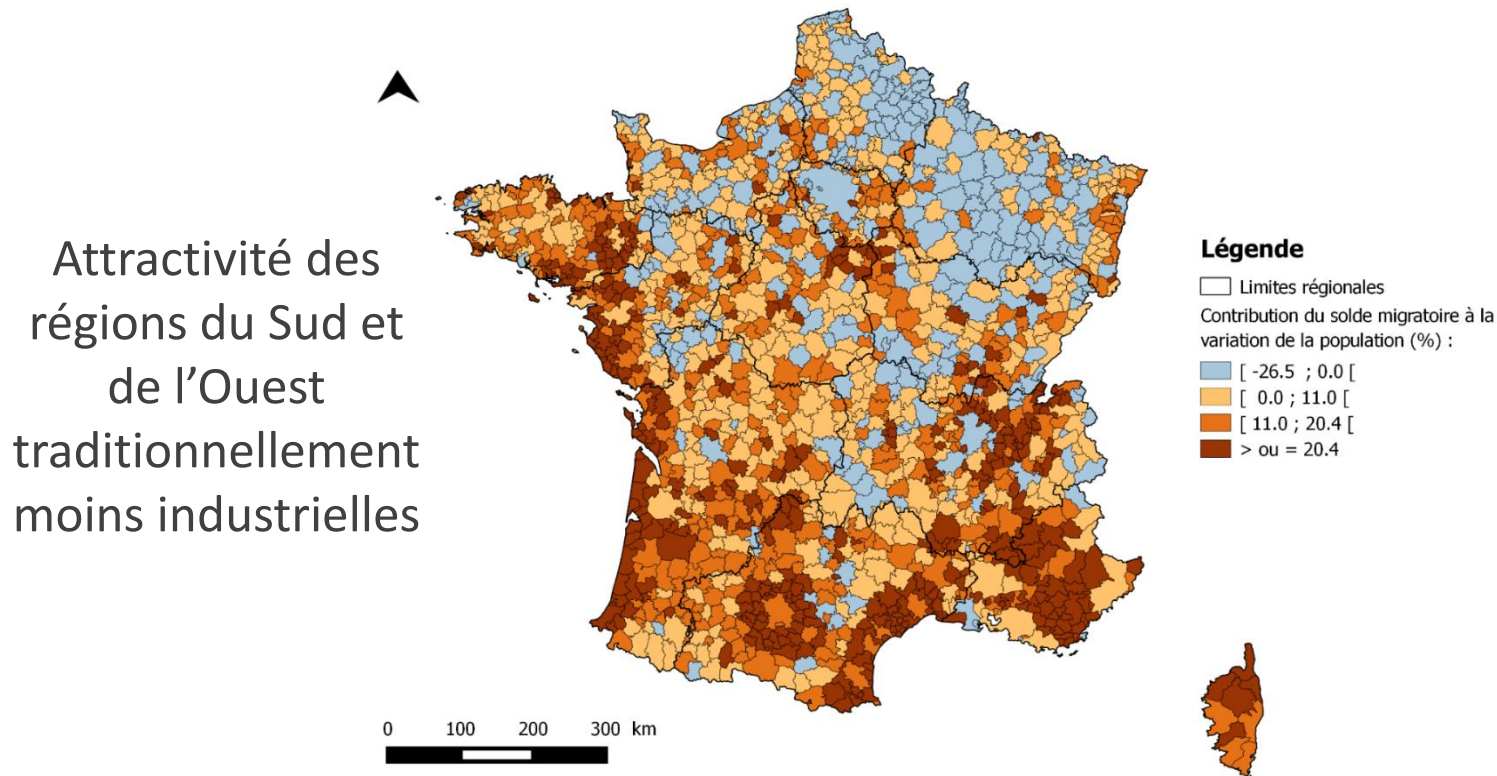 Attractivité des
régions du Sud et
de l’Ouest
traditionnellement
moins industrielles
Légende
Limites régionales
Contribution du solde migratoire à la
variation de la population (%) :
[ -26.5 ; 0.0 [
[ 0.0 ; 11.0 [
[ 11.0 ; 20.4 [
> ou = 20.4
0 100 200 300 km